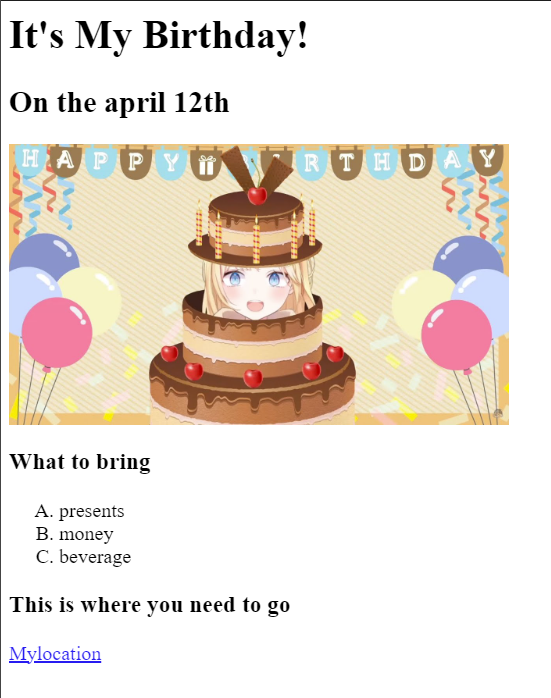 It's My Birthday!
On the april 12th
HAPPY BIRTHDAY
What to bring
A. presents
B. money
C. beverage
This is where you need to go
Mylocation